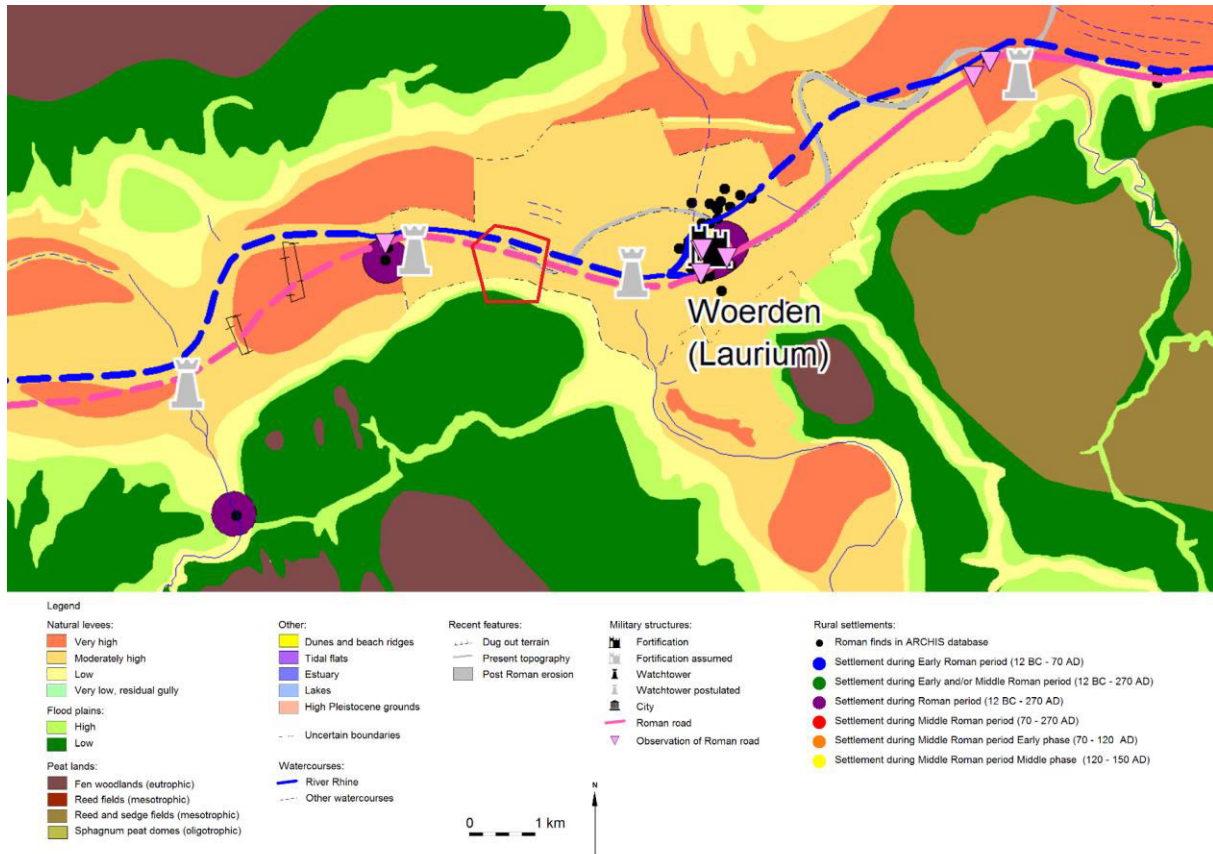 Woerden
(Laurium)
Legend
Natural levees:
Very high
Moderately high
Low
Very low, residual gully
Flood plains:
High
Low
Peat lands:
Fen woodlands (eutrophic)
Reed fields (mesotrophic)
Reed and sedge fields (mesotrophic)
Sphagnum peat domes (oligotrophic)
Other:
Dunes and beach ridges
Tidal flats
Estuary
Lakes
High Pleistocene grounds
Uncertain boundaries
Watercourses:
River Rhine
Other watercourses
Recent features:
Dug out terrain
Present topography
Post Roman erosion
0 1 km
N
Military structures:
Fortification
Fortification assumed
Watchtower
Watchtower postulated
City
Roman road
Observation of Roman road
Rural settlements:
Roman finds in ARCHIS database
Settlement during Early Roman period (12 BC - 70 AD)
Settlement during Early and/or Middle Roman period (12 BC - 270 AD)
Settlement during Roman period (12 BC - 270 AD)
Settlement during Middle Roman period (70 - 270 AD)
Settlement during Middle Roman period Early phase (70 - 120 AD)
Settlement during Middle Roman period Middle phase (120 - 150 AD)